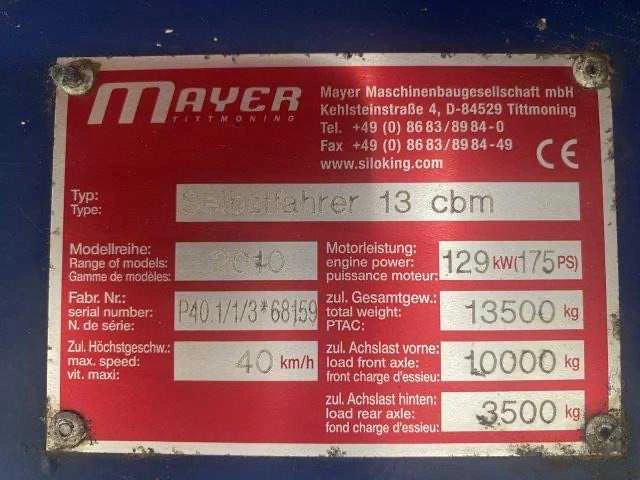 MAYER
TITTMONING
Mayer Maschinenbaugesellschaft mbH
Kehlsteinstraße 4, D-84529 Tittmoning
Tel. +49 (0) 86 83/89 84-0
Fax +49 (0) 86 83/89 84-49
www.siloking.com
CE
Typ:
Type:
Selbstfahrer 13 cbm
Modellreihe:
Range of models:
Gamme de modèles:
2010
Motorleistung:
engine power:
puissance moteur:
129 kW(175 PS)
Fabr. Nr.:
serial number:
N. de série:
P40.1/1/3*68159
zul. Gesamtgew.:
total weight:
PTAC:
13500 kg
Zul. Höchstgeschw.:
max. speed:
vit. maxi:
40 km/h
zul. Achslast vorne:
load front axle:
front charge d'essieu:
10000 kg
zul. Achslast hinten:
load rear axle:
fond charge d'essieu:
3500 kg